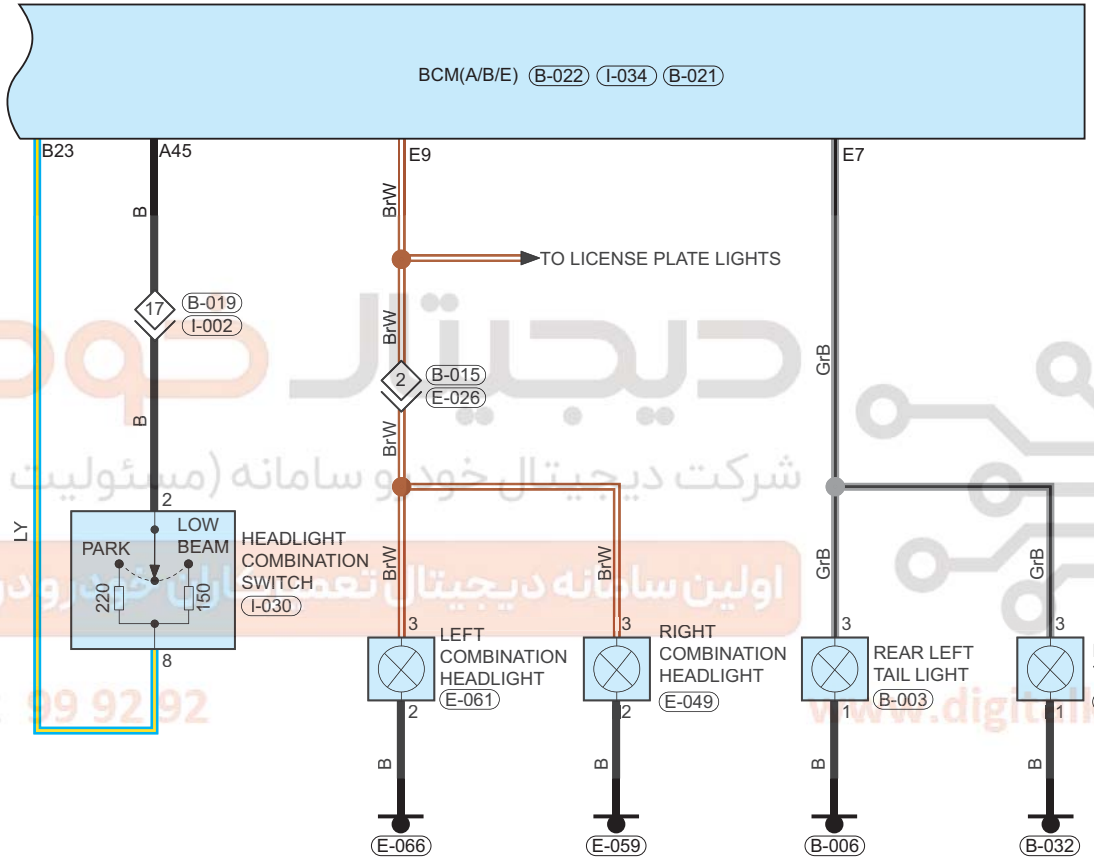 BCM(A/B/E) B-022 I-034 B-021
B23
A45
E9
E7
B
BrW
TO LICENSE PLATE LIGHTS
17
B-019
I-002
BrW
دیجیتال خودرو
2
B-015
E-026
GrB
B
BrW
شرکت دیجیتال خودرو سامانه (مسئولیت
LY
2
PARK
LOW
BEAM
220
150
HEADLIGHT
COMBINATION
SWITCH
I-030
8
BrW
BrW
GrB
GrB
اولین سامانه دیجیتال تعمیرکاران خودرو در
3
LEFT
COMBINATION
HEADLIGHT
E-061
2
3
RIGHT
COMBINATION
HEADLIGHT
E-049
2
3
REAR LEFT
TAIL LIGHT
B-003
1
3
1
99 92 92
B
B
B
B
E-066
E-059
B-006
B-032